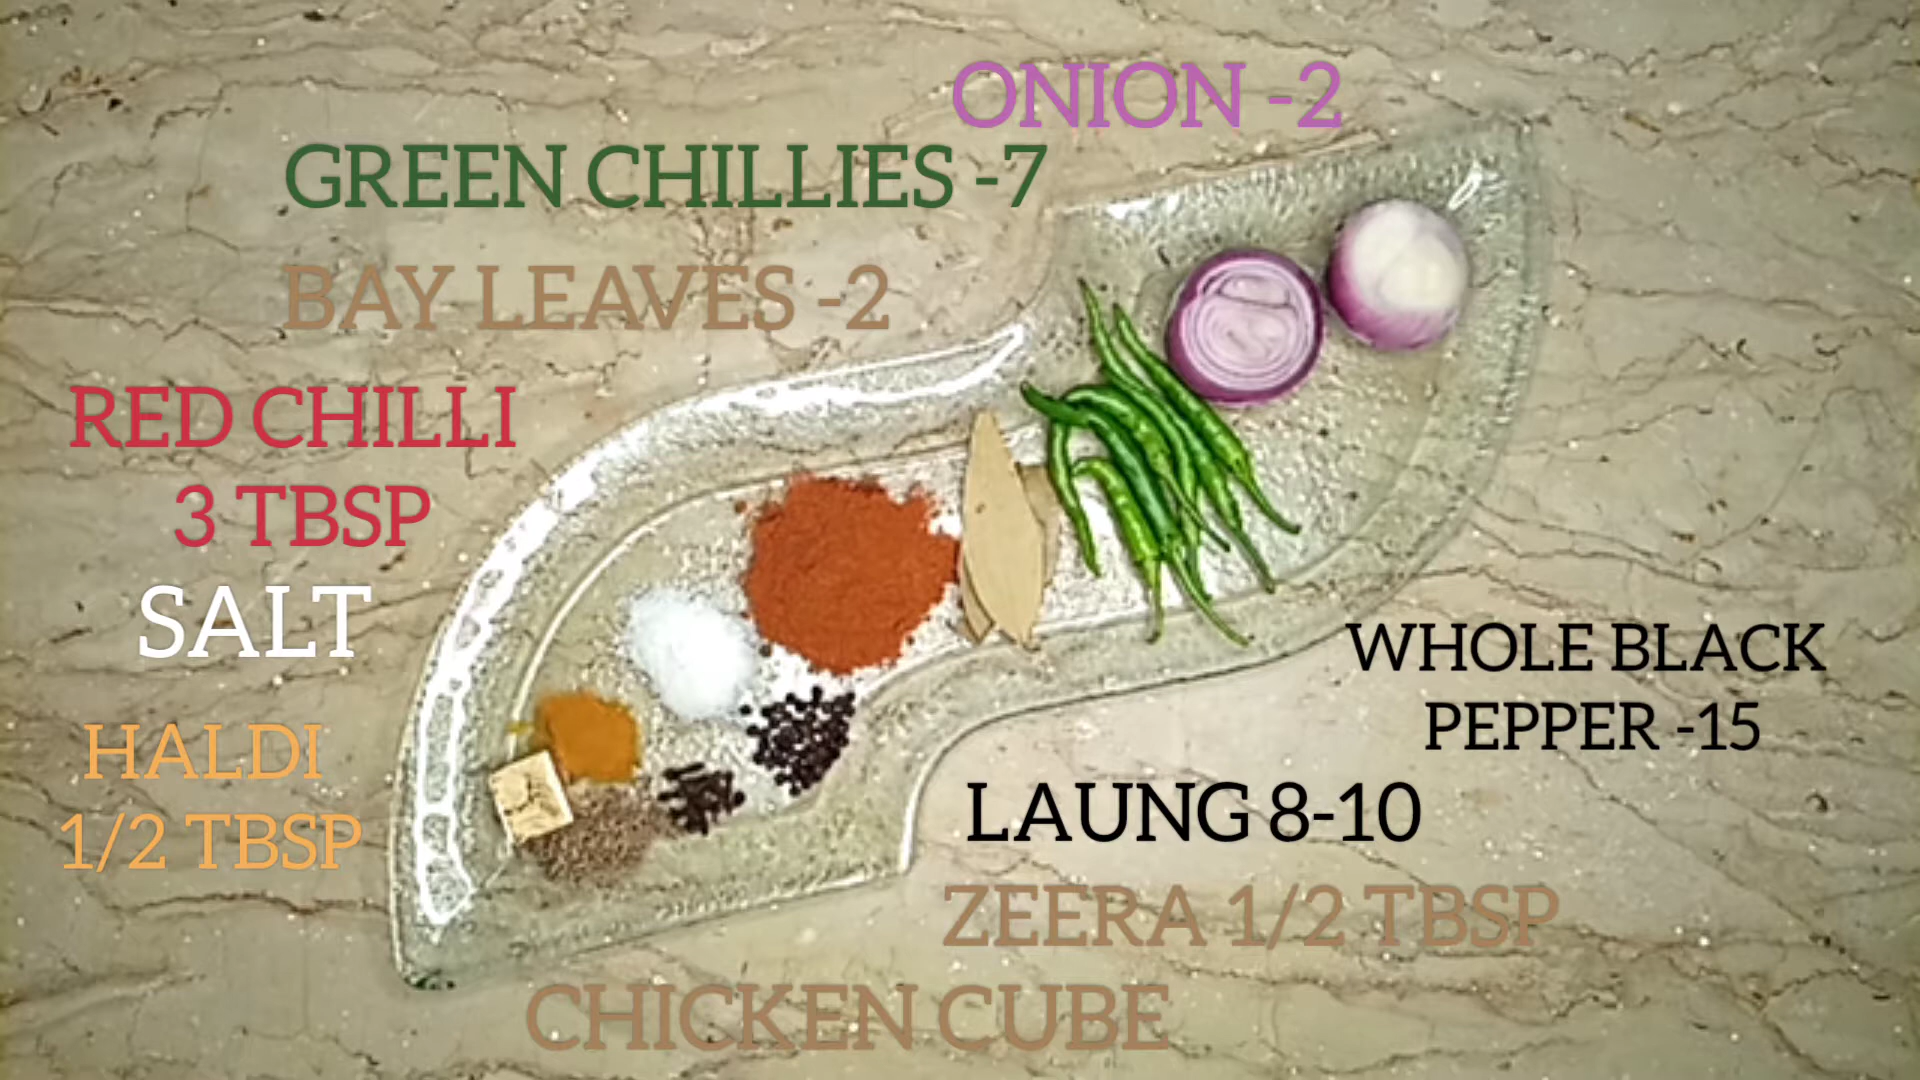 ONION -2
GREEN CHILLIES -7
BAY LEAVES -2
RED CHILLI
3 TBSP
SALT
HALDI
1/2 TBSP
WHOLE BLACK
PEPPER -15
LAUNG 8-10
ZEERA 1/2 TBSP
CHICKEN CUBE